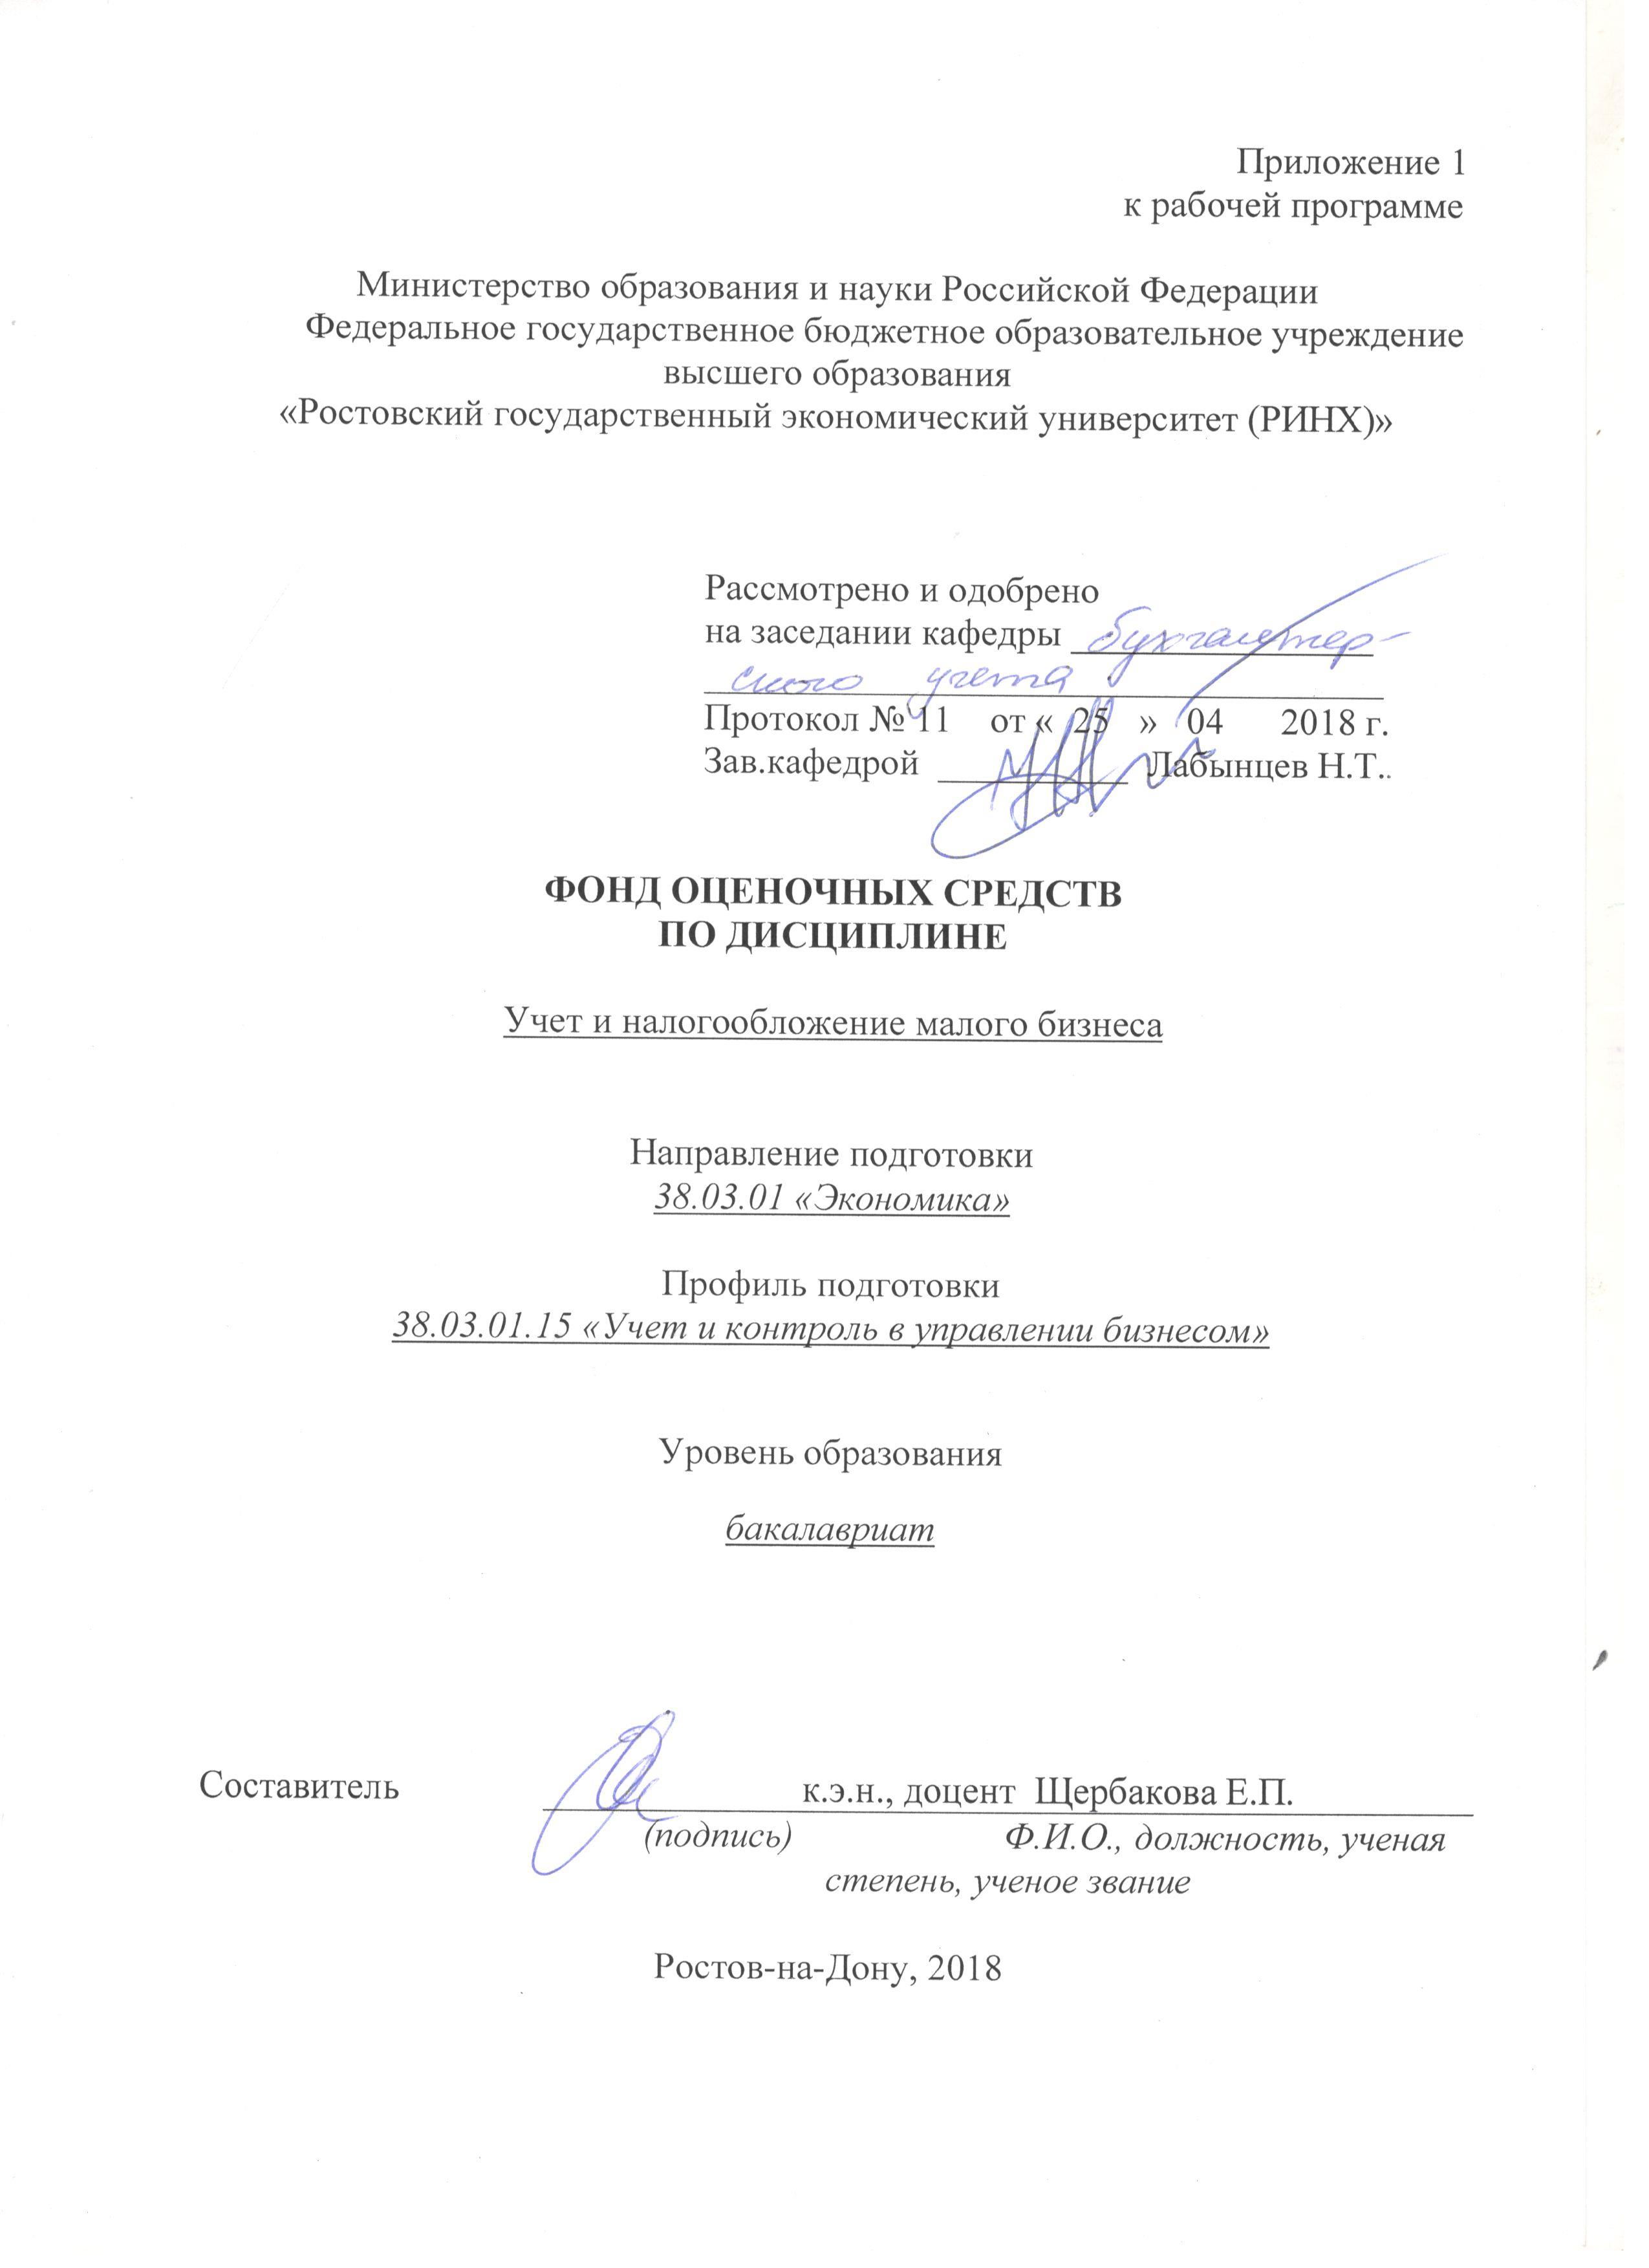 Приложение 1
к рабочей программе
Министерство образования и науки Российской Федерации
Федеральное государственное бюджетное образовательное учреждение
высшего образования
«Ростовский государственный экономический университет (РИНХ)»
Рассмотрено и одобрено
на заседании кафедры бухгалтер-
ского учета
Протокол № 11 от « 25 » 04 2018 г.
Зав.кафедрой Лабынцев Н.Т..
ФОНД ОЦЕНОЧНЫХ СРЕДСТВ
ПО ДИСЦИПЛИНЕ
Учет и налогообложение малого бизнеса
Направление подготовки
38.03.01 «Экономика»
Профиль подготовки
38.03.01.15 «Учет и контроль в управлении бизнесом»
Уровень образования
бакалавриат
Составитель к.э.н., доцент Щербакова Е.П.
(подпись) Ф.И.О., должность, ученая
степень, ученое звание
Ростов-на-Дону, 2018